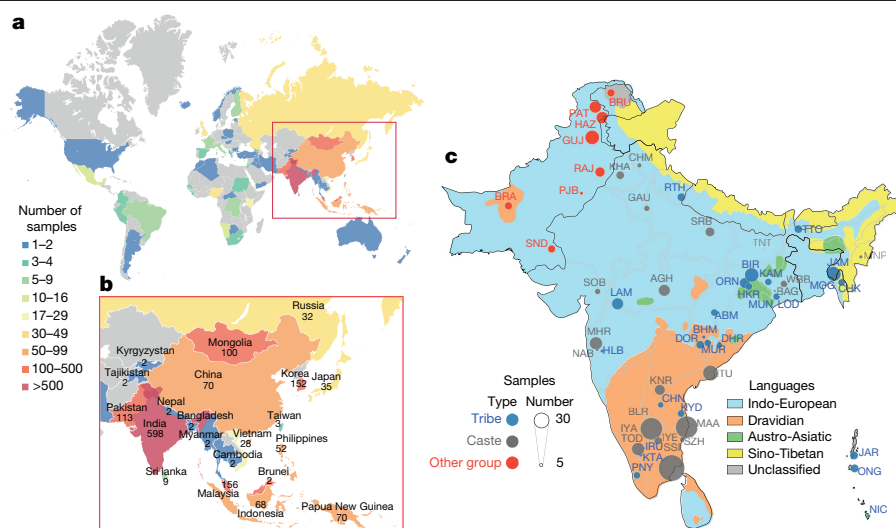 a
Number of
samples
1–2
3–4
5–9
10–16
17–29
30–49
50–99
100–500
>500
b
Russia
32
Mongolia
100
Kyrgyzstan
2
Tajikistan
2
China
70
Korea
152
Japan
35
Pakistan
113
Nepal
2
Bangladesh
2
India
598
Myanmar
2
Taiwan
3
Vietnam
28
Philippines
52
Cambodia
2
Sri lanka
9
Brunei
2
156
Malaysia
68
Indonesia
Papua New Guinea
70
c
BRU
PAT
HAZ
GUJ
CHM
KHA
RAJ
PJB
RTH
GAU
BRA
SRB
TTO
SND
TNT
MNP
BIR
KAM
JAM
ORN
WBR
SOB
LAM
AGH
HKR
BAG
MOG
CHK
MUN
LOD
ABM
MHR
BHM
DOR
DHR
NAB
HLB
MUR
KNR
ITU
CHN
KYD
BLR
MAA
IYA
TOD
IYE
SZH
IRU
SSI
KTA
PNY
JAR
ONG
NIC
Samples
Type
Number
Tribe
30
Caste
Other group
5
Languages
Indo-European
Dravidian
Austro-Asiatic
Sino-Tibetan
Unclassified